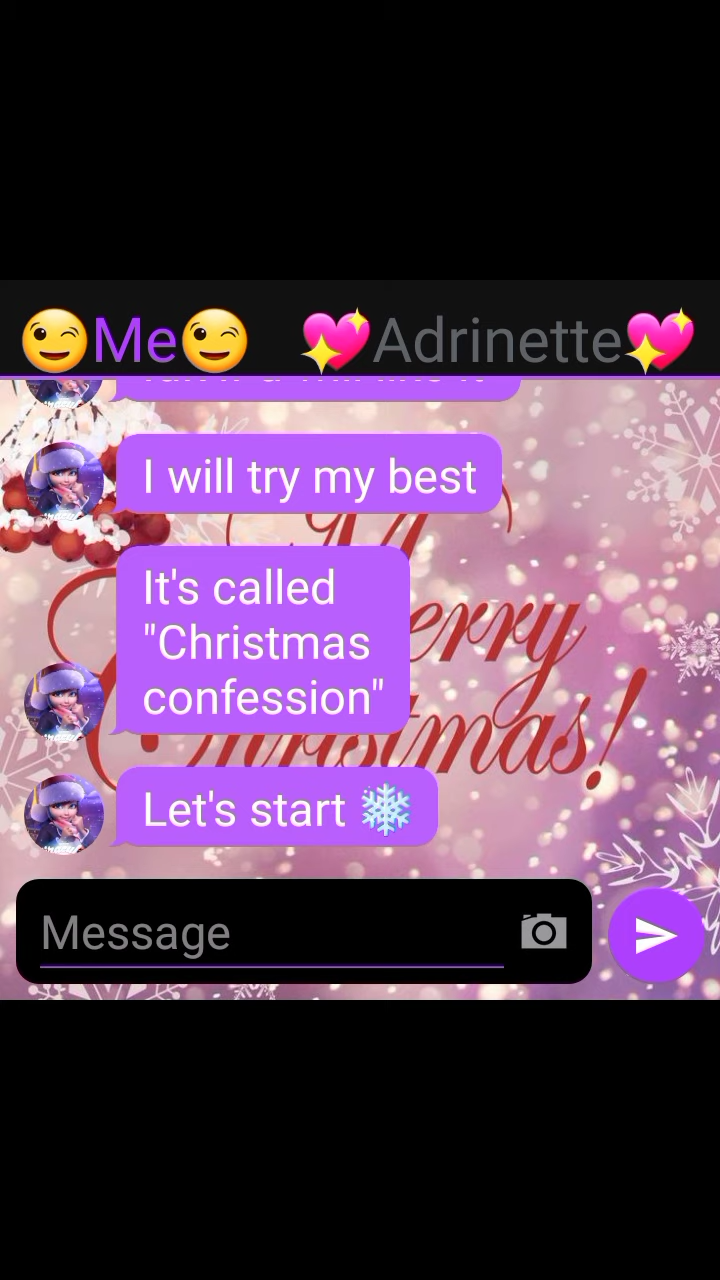 😉Me😉 💖Adrinette💖
I will try my best
It's called
"Christmas
confession"
Merry
Christmas!
Let's start ❄️
Message